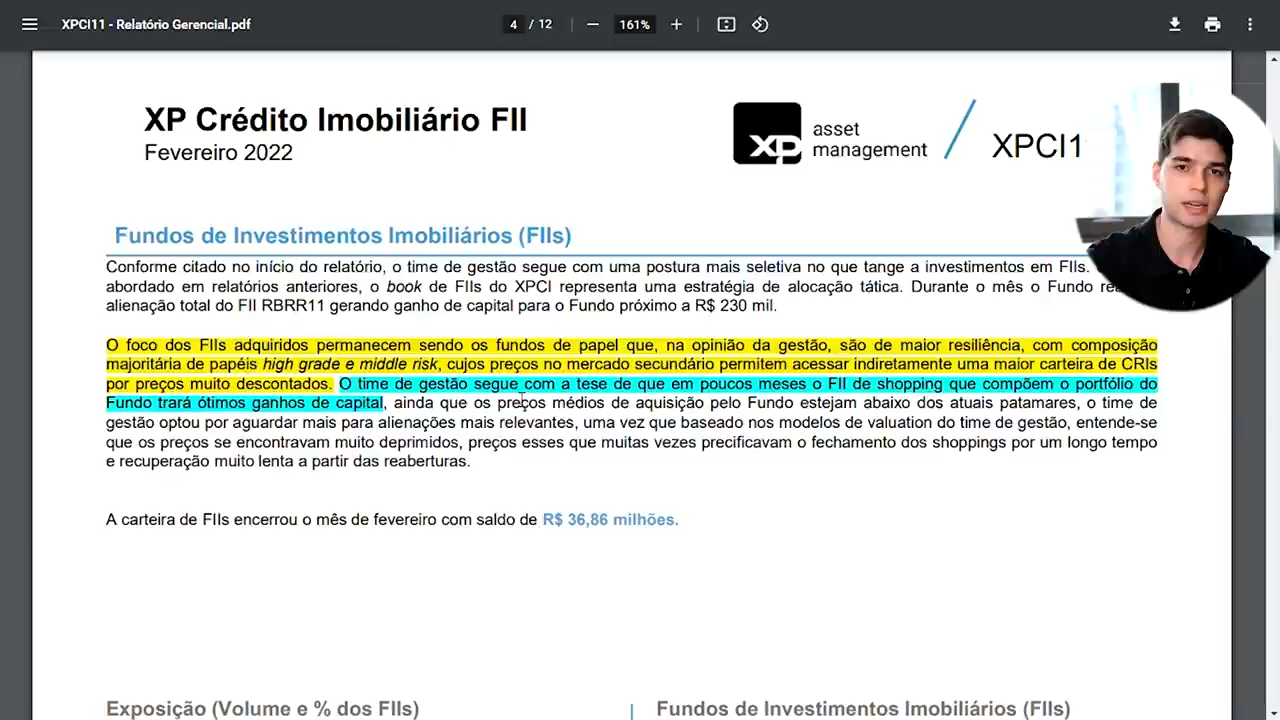 XPCI11 - Relatório Gerencial.pdf
4 / 12
161%
XP Crédito Imobiliário FII
Fevereiro 2022
xp
asset
management
XPCI1
Fundos de Investimentos Imobiliários (FIIs)
Conforme citado no início do relatório, o time de gestão segue com uma postura mais seletiva no que tange a investimentos em FIIs.
abordado em relatórios anteriores, o book de FIIs do XPCI representa uma estratégia de alocação tática. Durante o mês o Fundo
alienação total do FII RBRR11 gerando ganho de capital para o Fundo próximo a R$ 230 mil.
O foco dos FIIs adquiridos permanecem sendo os fundos de papel que, na opinião da gestão, são de maior resiliência, com composição
majoritária de papéis high grade e middle risk, cujos preços no mercado secundário permitem acessar indiretamente uma maior carteira de CRIs
por preços muito descontados. O time de gestão segue com a tese de que em poucos meses o FII de shopping que compõem o portfólio do
Fundo trará ótimos ganhos de capital, ainda que os preços médios de aquisição pelo Fundo estejam abaixo dos atuais patamares, o time de
gestão optou por aguardar mais para alienações mais relevantes, uma vez que baseado nos modelos de valuation do time de gestão, entende-se
que os preços se encontravam muito deprimidos, preços esses que muitas vezes precificavam o fechamento dos shoppings por um longo tempo
e recuperação muito lenta a partir das reaberturas.
A carteira de FIIs encerrou o mês de fevereiro com saldo de R$ 36,86 milhões.
Exposição (Volume e % dos FIIs)
Fundos de Investimentos Imobiliários (FIIs)